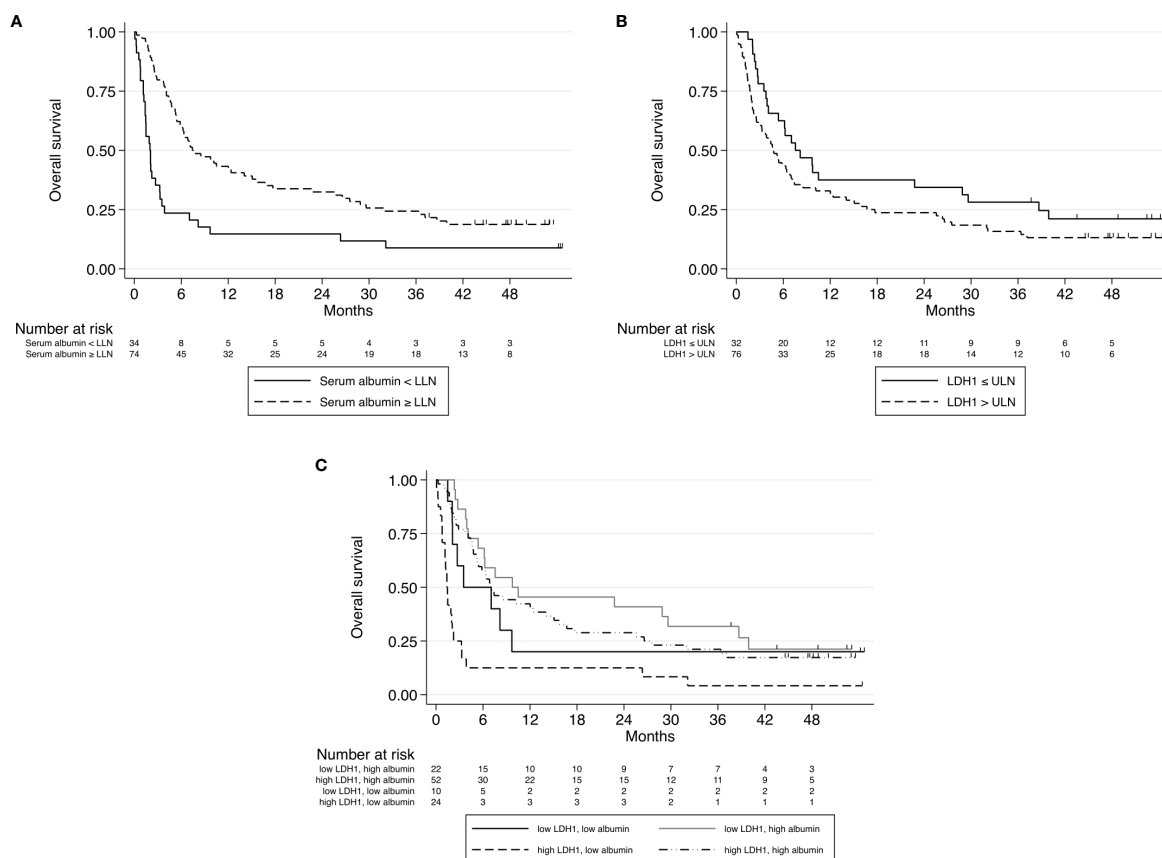 A
Overall survival
1.00
0.75
0.50
0.25
0.00
0 6 12 18 24 30 36 42 48
Months
Number at risk
Serum albumin < LLN 34 8 5 5 5 4 3 3 3
Serum albumin ≥ LLN 74 45 32 25 24 19 18 13 8
Serum albumin < LLN
Serum albumin ≥ LLN
B
Overall survival
1.00
0.75
0.50
0.25
0.00
0 6 12 18 24 30 36 42 48
Months
Number at risk
LDH1 ≤ ULN 32 20 12 12 11 9 9 6 5
LDH1 > ULN 76 33 25 18 18 14 12 10 6
LDH1 ≤ ULN
LDH1 > ULN
C
Overall survival
1.00
0.75
0.50
0.25
0.00
0 6 12 18 24 30 36 42 48
Months
Number at risk
low LDH1, high albumin 22 15 10 10 9 7 7 4 3
high LDH1, high albumin 52 30 22 15 15 12 11 9 5
low LDH1, low albumin 10 5 2 2 2 2 2 2 2
high LDH1, low albumin 24 3 3 3 3 2 1 1 1
low LDH1, low albumin low LDH1, high albumin
high LDH1, low albumin high LDH1, high albumin